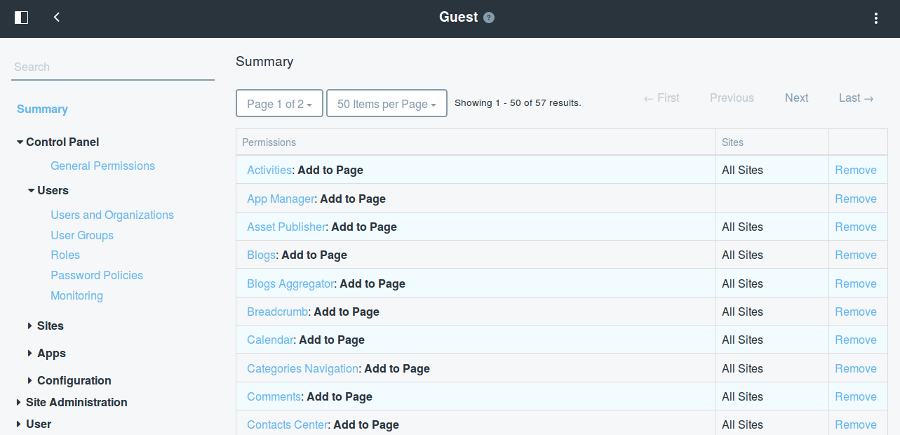 Guest ?
Search
Summary
Control Panel
General Permissions
Users
Users and Organizations
User Groups
Roles
Password Policies
Monitoring
Sites
Apps
Configuration
Site Administration
User
Summary
Page 1 of 2 50 Items per Page Showing 1 - 50 of 57 results. ← First Previous Next Last →
Permissions Sites
Activities: Add to Page All Sites Remove
App Manager: Add to Page Remove
Asset Publisher: Add to Page All Sites Remove
Blogs: Add to Page All Sites Remove
Blogs Aggregator: Add to Page All Sites Remove
Breadcrumb: Add to Page All Sites Remove
Calendar: Add to Page All Sites Remove
Categories Navigation: Add to Page All Sites Remove
Comments: Add to Page All Sites Remove
Contacts Center: Add to Page All Sites Remove